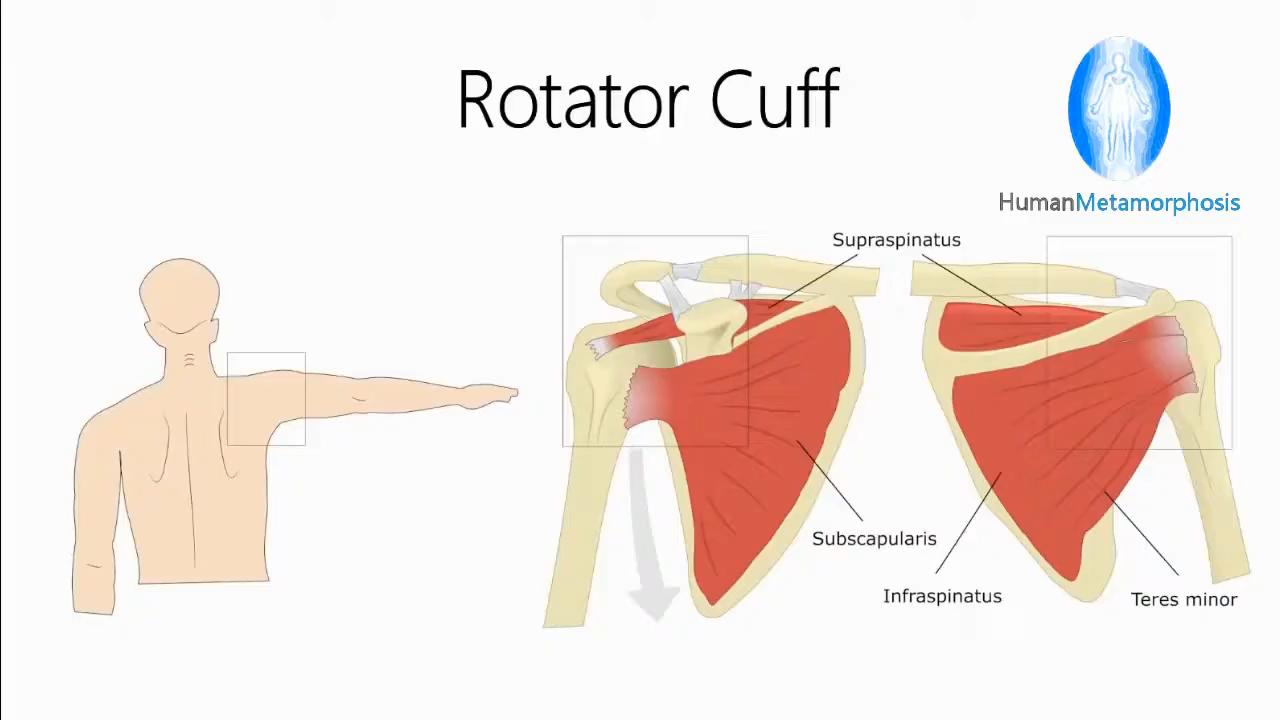 Rotator Cuff
HumanMetamorphosis
Supraspinatus
Subscapularis
Infraspinatus
Teres minor